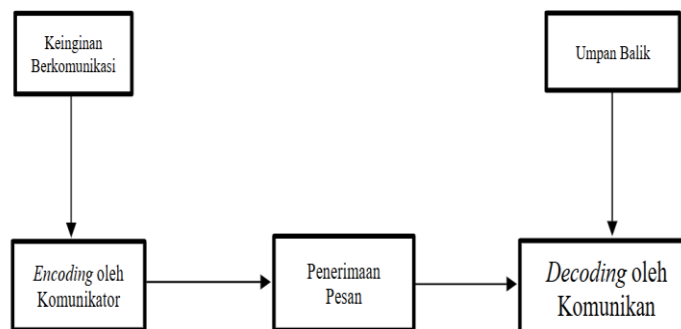 Keinginan
Berkomunikasi
Umpan Balik
Encoding oleh
Komunikator
Penerimaan
Pesan
Decoding oleh
Komunikan